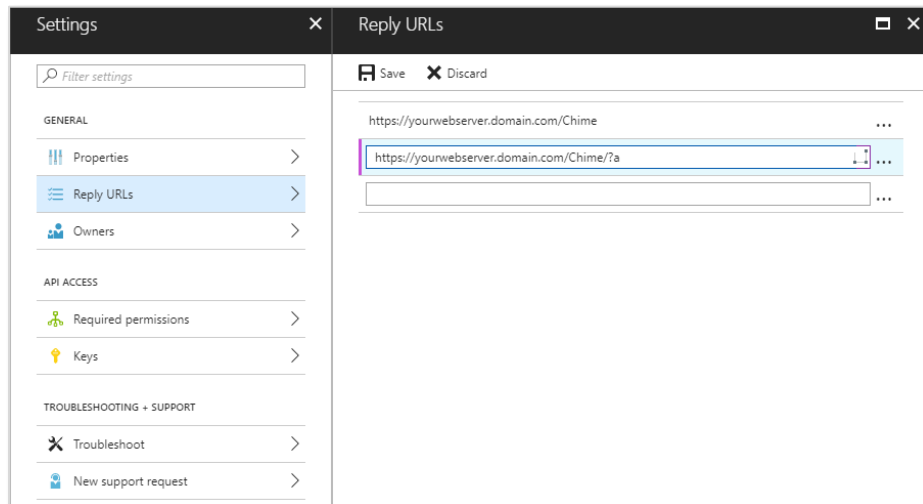 Settings
Filter settings
GENERAL
Properties
Reply URLs
Owners
API ACCESS
Required permissions
Keys
TROUBLESHOOTING + SUPPORT
Troubleshoot
New support request
Reply URLs
Save Discard
https://yourwebserver.domain.com/Chime
...
https://yourwebserver.domain.com/Chime/?a
...
...